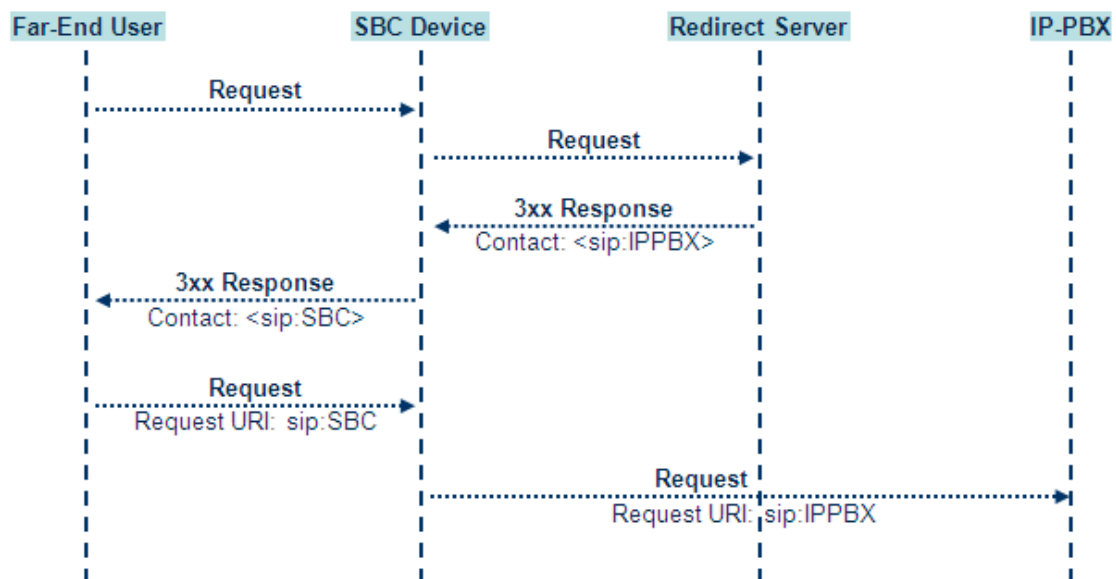 Far-End User
SBC Device
Redirect Server
IP-PBX
Request
Request
3xx Response
Contact: <sip:IPPBX>
3xx Response
Contact: <sip:SBC>
Request
Request URI: sip:SBC
Request
Request URI: sip:IPPBX